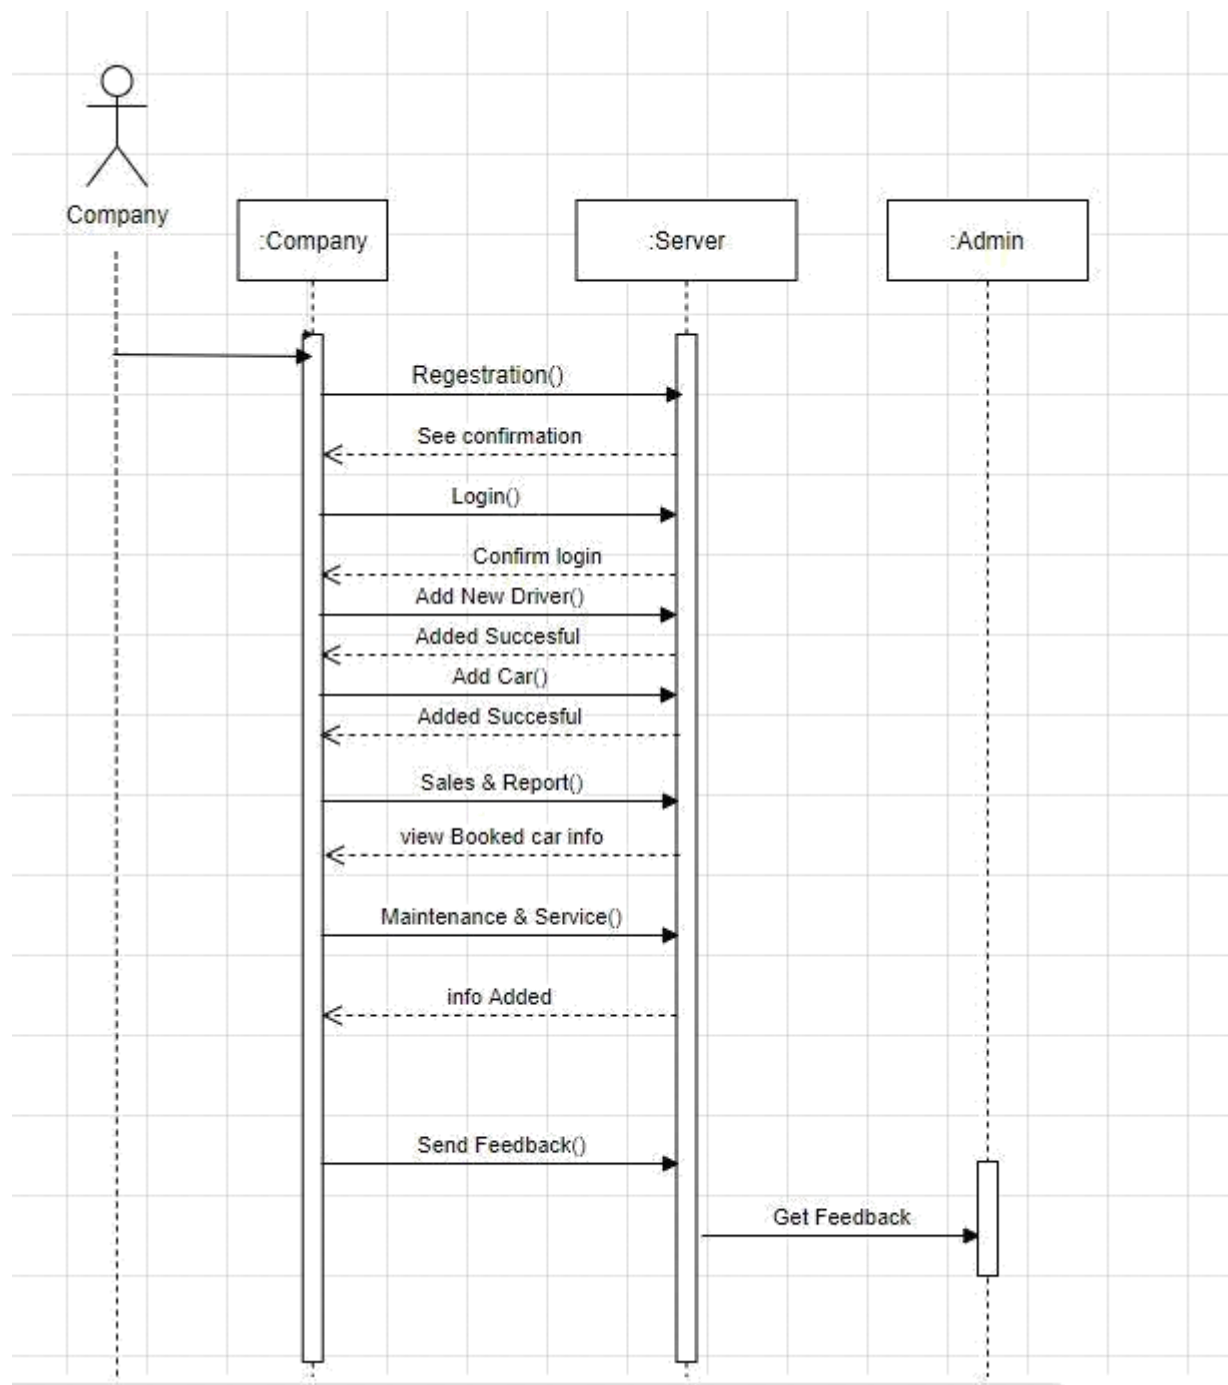 Company
:Company
:Server
:Admin
Regestration()
See confirmation
Login()
Confirm login
Add New Driver()
Added Succesful
Add Car()
Added Succesful
Sales & Report()
view Booked car info
Maintenance & Service()
info Added
Send Feedback()
Get Feedback